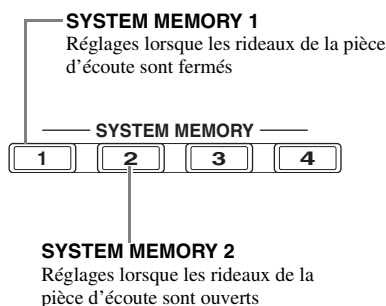 SYSTEM MEMORY 1
Réglages lorsque les rideaux de la pièce
d'écoute sont fermés
SYSTEM MEMORY
1 2 3 4
SYSTEM MEMORY 2
Réglages lorsque les rideaux de la
pièce d'écoute sont ouverts